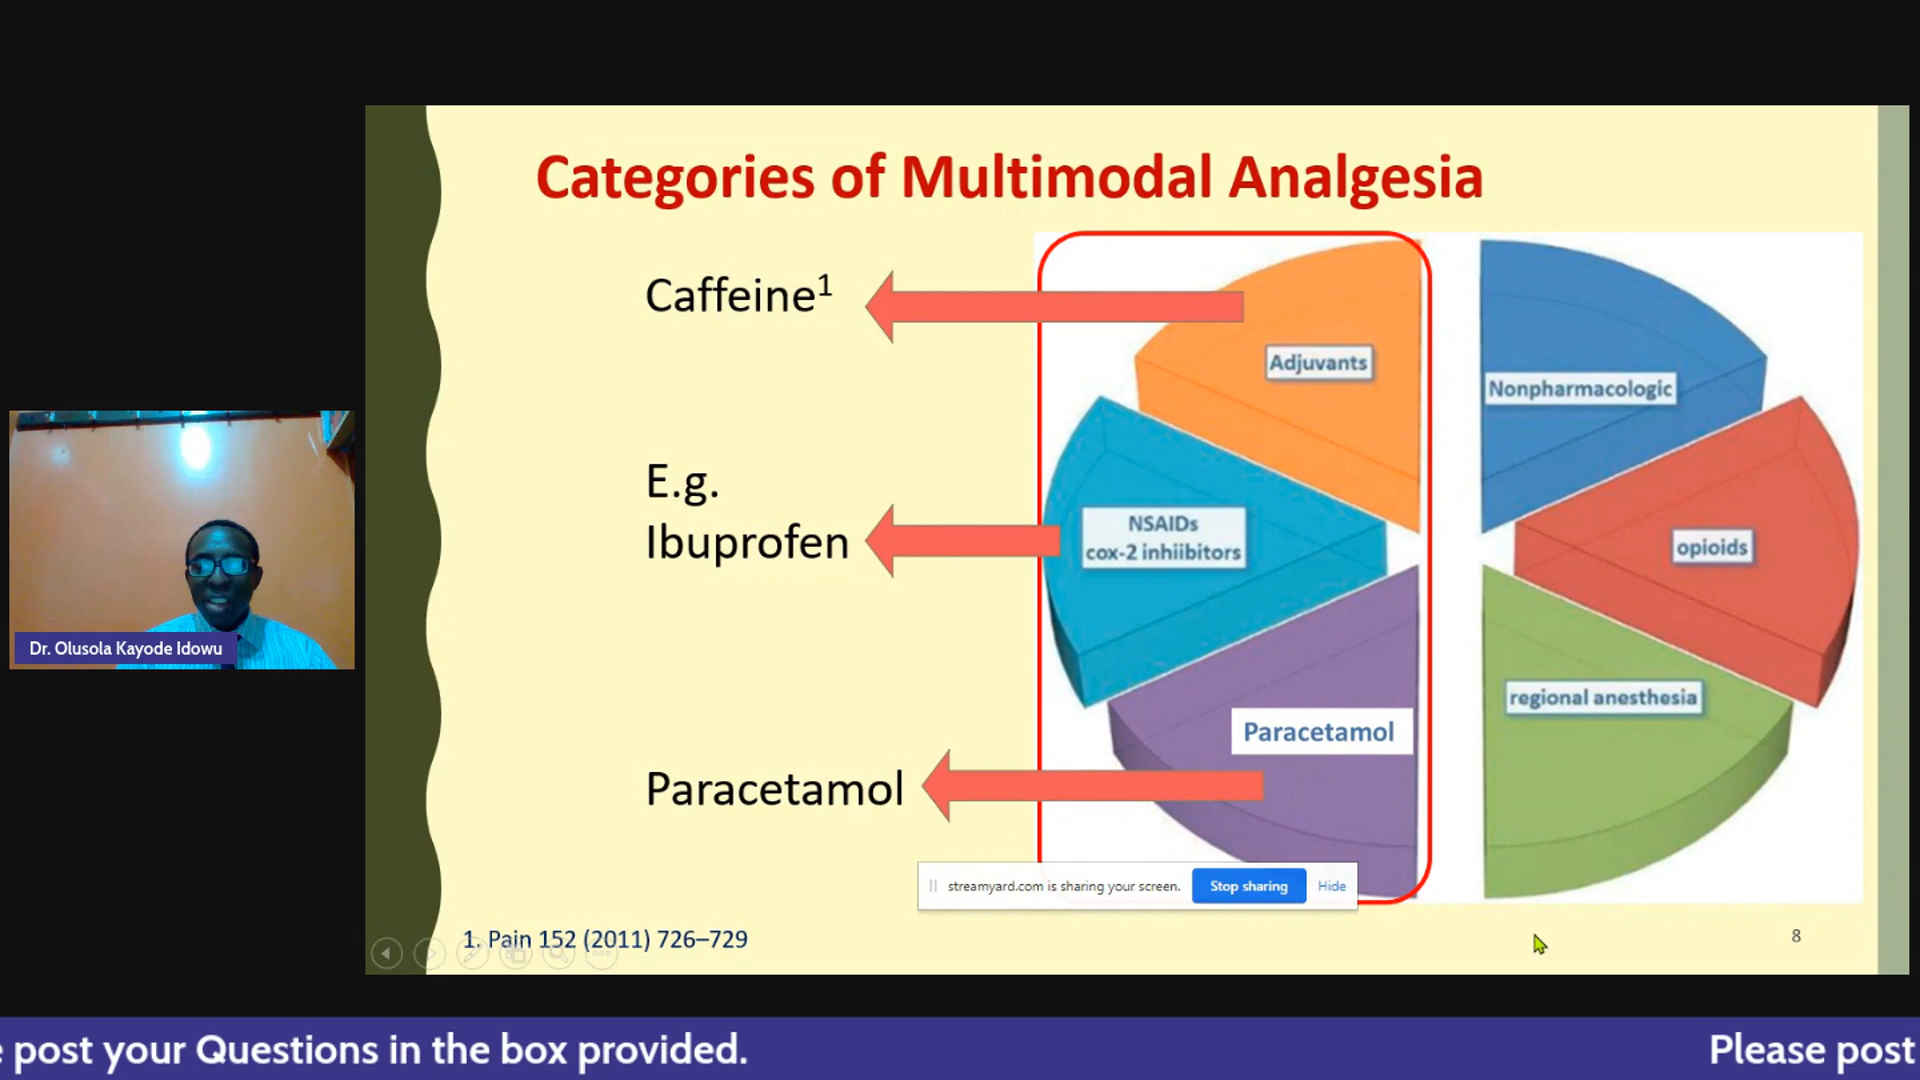 Categories of Multimodal Analgesia
Caffeine¹
Adjuvants
Nonpharmacologic
E.g.
Ibuprofen
NSAIDs
cox-2 inhiibitors
opioids
regional anesthesia
Paracetamol
Paracetamol
streamyard.com is sharing your screen.
Stop sharing
Hide
1. Pain 152 (2011) 726–729
8
Dr. Olusola Kayode Idowu
post your Questions in the box provided.
Please post